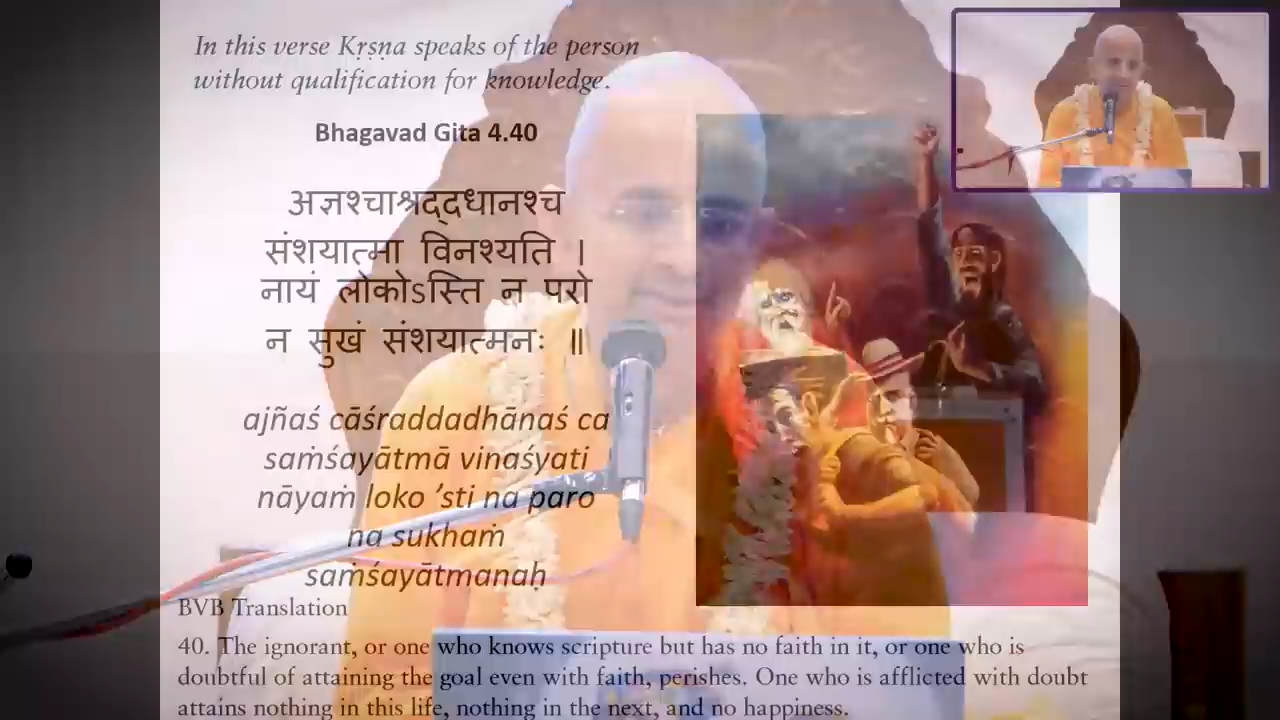 In this verse Kṛṣṇa speaks of the person
without qualification for knowledge.
Bhagavad Gita 4.40
अज्ञश्चाश्रद्दधानश्च
संशयात्मा विनश्यति ।
नायं लोकोऽस्ति न परो
न सुखं संशयात्मनः ॥
ajñaś cāśraddadhānaś ca
saṁśayātmā vinaśyati
nāyaṁ loko ’sti na paro
na sukhaṁ
saṁśayātmanaḥ
BVB Translation
40. The ignorant, or one who knows scripture but has no faith in it, or one who is
doubtful of attaining the goal even with faith, perishes. One who is afflicted with doubt
attains nothing in this life, nothing in the next, and no happiness.